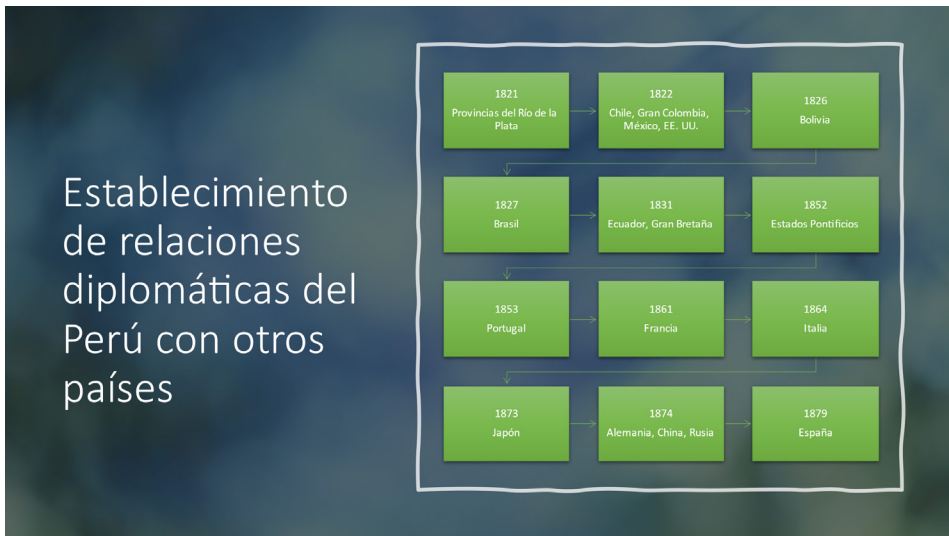 Establecimiento
de relaciones
diplomáticas del
Perú con otros
países
1821
Provincias del Río de la
Plata
1822
Chile, Gran Colombia,
México, EE. UU.
1826
Bolivia
1827
Brasil
1831
Ecuador, Gran Bretaña
1852
Estados Pontificios
1853
Portugal
1861
Francia
1864
Italia
1873
Japón
1874
Alemania, China, Rusia
1879
España